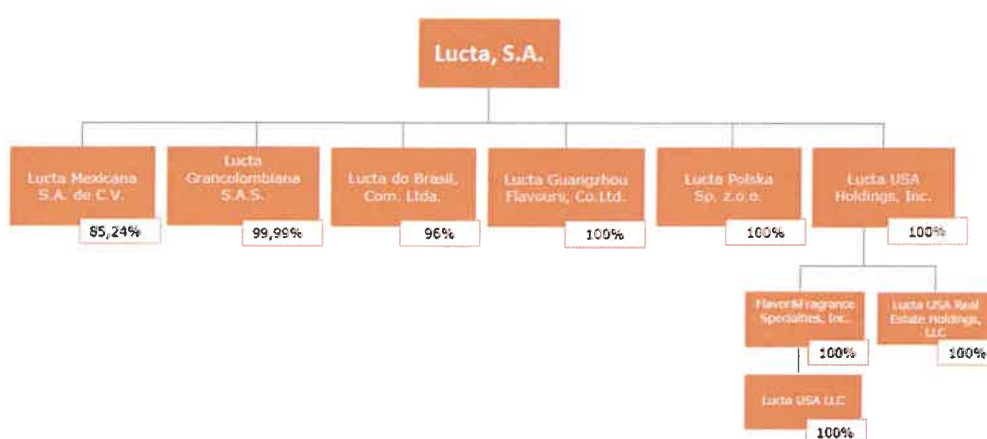 Lucta, S.A.
Lucta Mexicana
S.A. de C.V.
85,24%
Lucta
Grancolombiana
S.A.S.
99,99%
Lucta do Brasil,
Com. Ltda.
96%
Lucta Guangzhou
Flavours, Co.Ltd.
100%
Lucta Polska
Sp. z.o.o.
100%
Lucta USA
Holdings, Inc.
100%
Flavor&Fragrance
Specialties, Inc.
100%
Lucta USA Real
Estate Holdings,
LLC
100%
Lucta USA LLC
100%